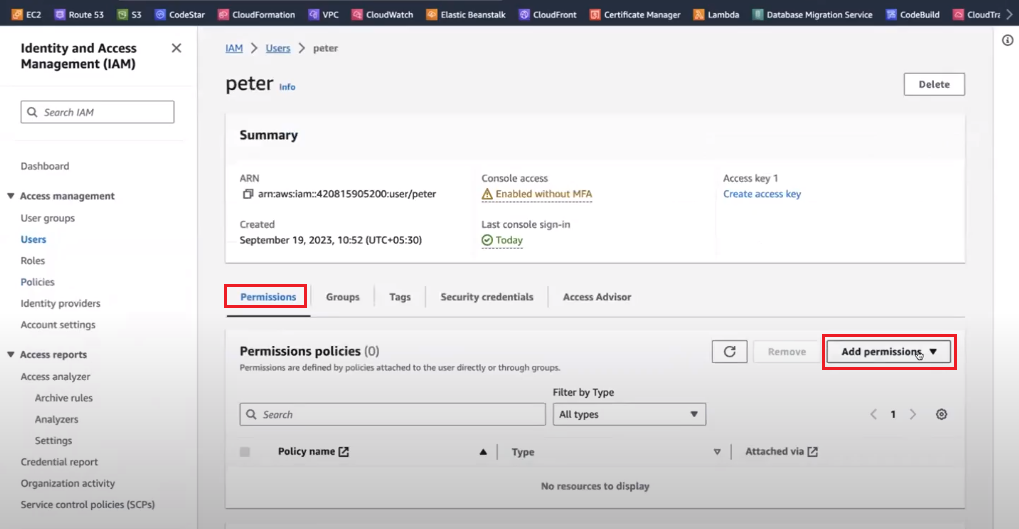 EC2 Route 53 S3 CodeStar CloudFormation VPC CloudWatch Elastic Beanstalk CloudFront Certificate Manager Lambda Database Migration Service CodeBuild CloudTra
Identity and Access
Management (IAM)
Search IAM
Dashboard
Access management
User groups
Users
Roles
Policies
Identity providers
Account settings
Access reports
Access analyzer
Archive rules
Analyzers
Settings
Credential report
Organization activity
Service control policies (SCPs)
IAM > Users > peter
peter Info
Delete
Summary
ARN
arn:aws:iam::420815905200:user/peter
Created
September 19, 2023, 10:52 (UTC+05:30)
Console access
Enabled without MFA
Last console sign-in
Today
Access key 1
Create access key
Permissions Groups Tags Security credentials Access Advisor
Permissions policies (0)
Permissions are defined by policies attached to the user directly or through groups.
Remove
Add permissions
Filter by Type
Search
All types
1
Policy name Type Attached via
No resources to display